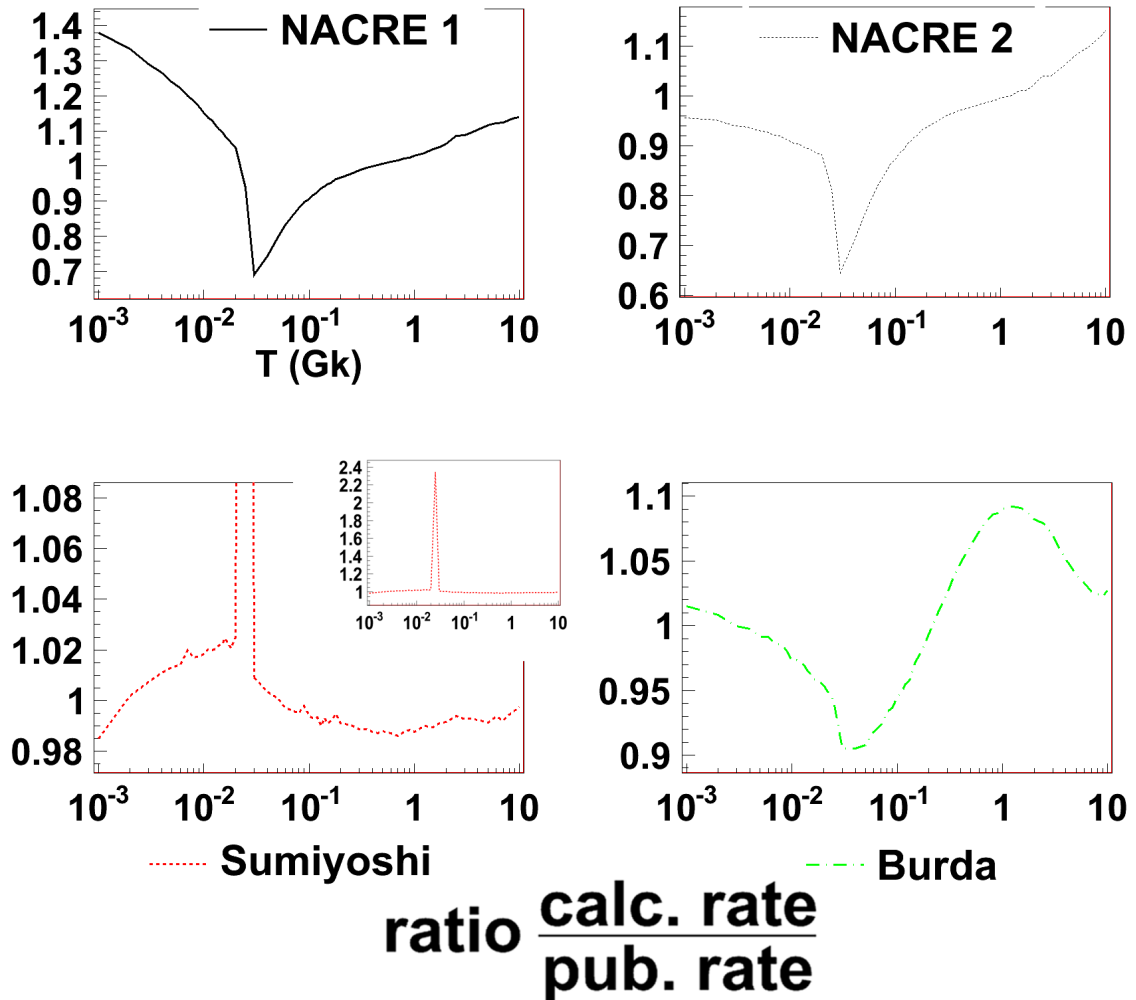 NACRE 1
1.4
1.3
1.2
1.1
1
0.9
0.8
0.7
10-3 10-2 10-1 1 10
T (Gk)
NACRE 2
1.1
1
0.9
0.8
0.7
0.6
10-3 10-2 10-1 1 10
1.08
1.06
1.04
1.02
1
0.98
10-3 10-2 10-1 1 10
2.4
2.2
2
1.8
1.6
1.4
1.2
1
10-3 10-2 10-1 1 10
Sumiyoshi
1.1
1.05
1
0.95
0.9
10-3 10-2 10-1 1 10
Burda
ratio calc. rate
pub. rate